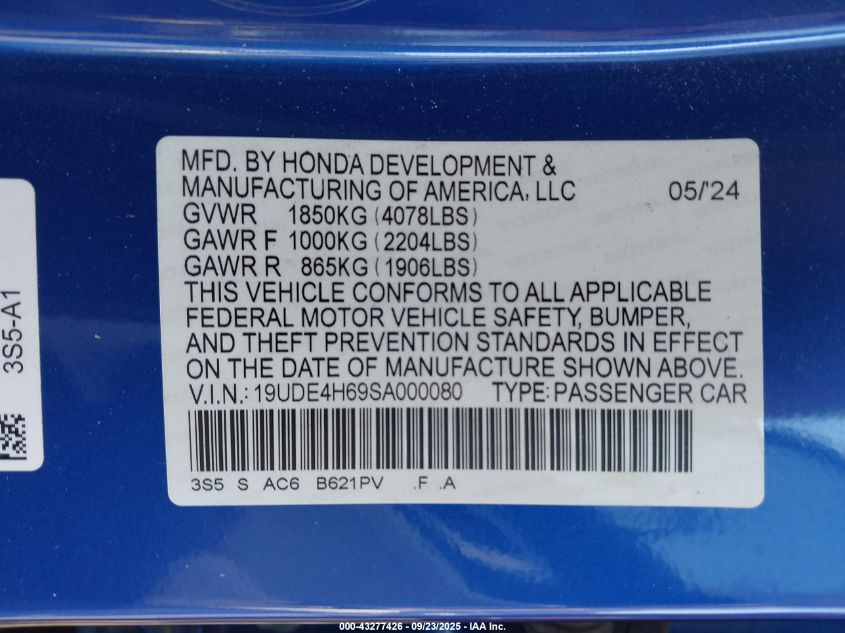 MFD. BY HONDA DEVELOPMENT &
MANUFACTURING OF AMERICA, LLC 05/'24
GVWR 1850KG (4078LBS)
GAWR F 1000KG (2204LBS)
GAWR R 865KG (1906LBS)
THIS VEHICLE CONFORMS TO ALL APPLICABLE
FEDERAL MOTOR VEHICLE SAFETY, BUMPER,
AND THEFT PREVENTION STANDARDS IN EFFECT
ON THE DATE OF MANUFACTURE SHOWN ABOVE.
V.I.N.: 19UDE4H69SA000080 TYPE: PASSENGER CAR
3S5 S AC6 B621PV .F .A
3S5-A1
000-43277426 - 09/23/2025 - IAA Inc.